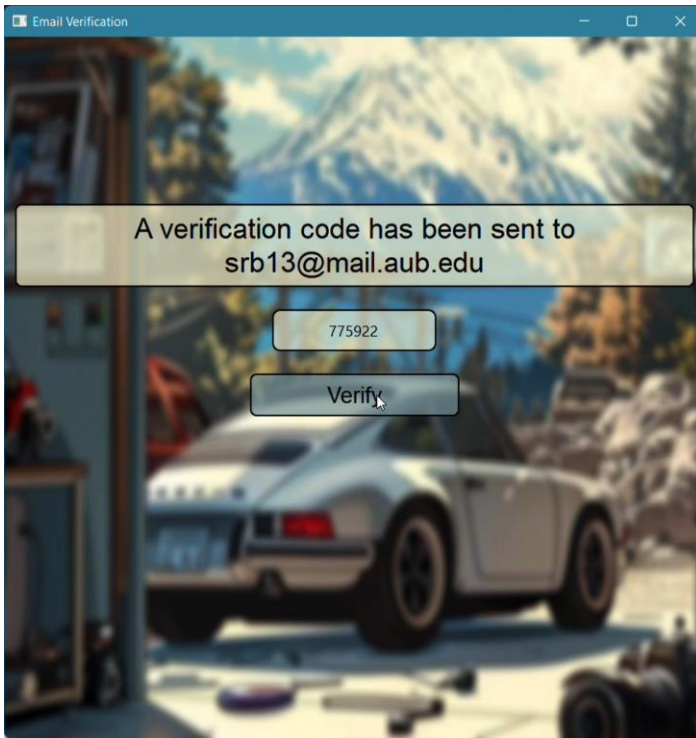 Email Verification
A verification code has been sent to
srb13@mail.aub.edu
775922
Verify